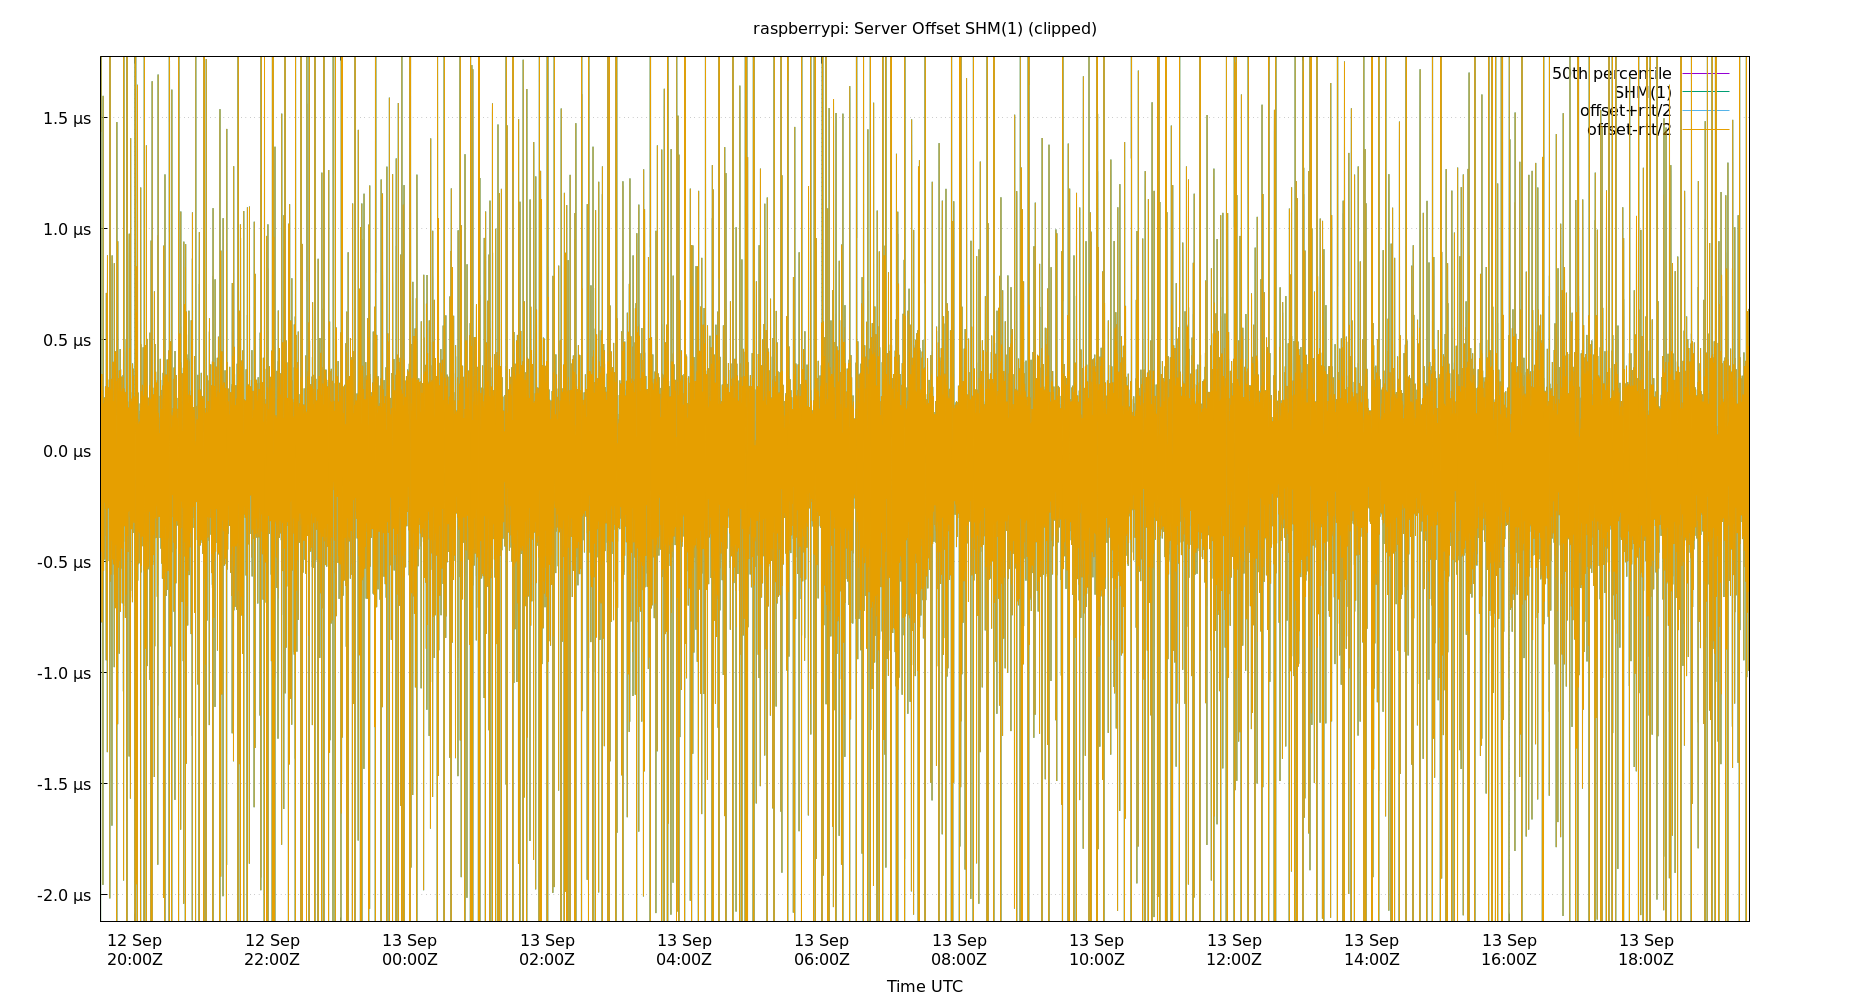 raspberrypi: Server Offset SHM(1) (clipped)
50th percentile
SHM(1)
offset+rtt/2
offset-rtt/2
1.5 µs
1.0 µs
0.5 µs
0.0 µs
-0.5 µs
-1.0 µs
-1.5 µs
-2.0 µs
12 Sep 12 Sep 13 Sep 13 Sep 13 Sep 13 Sep 13 Sep 13 Sep 13 Sep 13 Sep 13 Sep 13 Sep
20:00Z 22:00Z 00:00Z 02:00Z 04:00Z 06:00Z 08:00Z 10:00Z 12:00Z 14:00Z 16:00Z 18:00Z
Time UTC